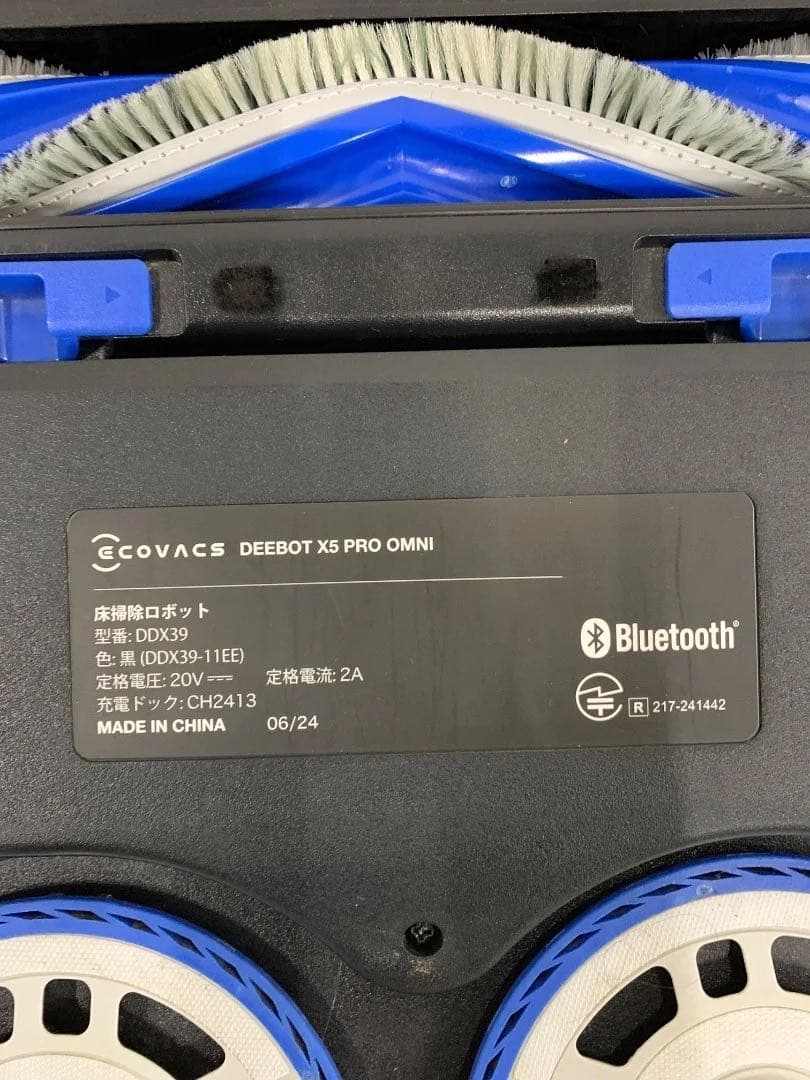 ECOVACS DEEBOT X5 PRO OMNI
床掃除ロボット
型番: DDX39
色: 黒 (DDX39-11EE)
定格電圧: 20V⎓ 定格電流: 2A
充電ドック: CH2413
MADE IN CHINA 06/24
Bluetooth®
R 217-241442